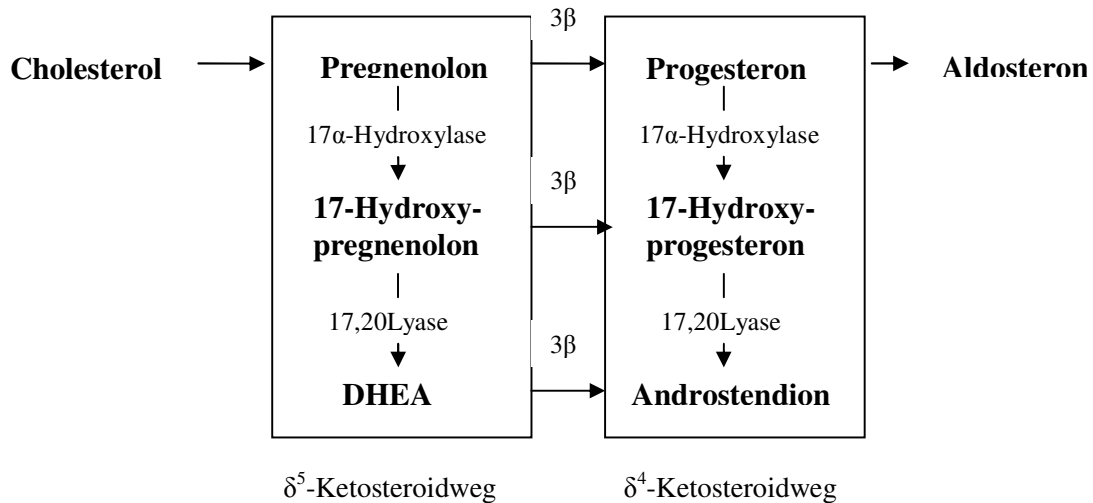 3β
Cholesterol Pregnenolon Progesteron Aldosteron
17α-Hydroxylase 17α-Hydroxylase
3β
17-Hydroxy- 17-Hydroxy-
pregnenolon progesteron
17,20Lyase 17,20Lyase
3β
DHEA Androstendion
δ⁵-Ketosteroidweg δ⁴-Ketosteroidweg